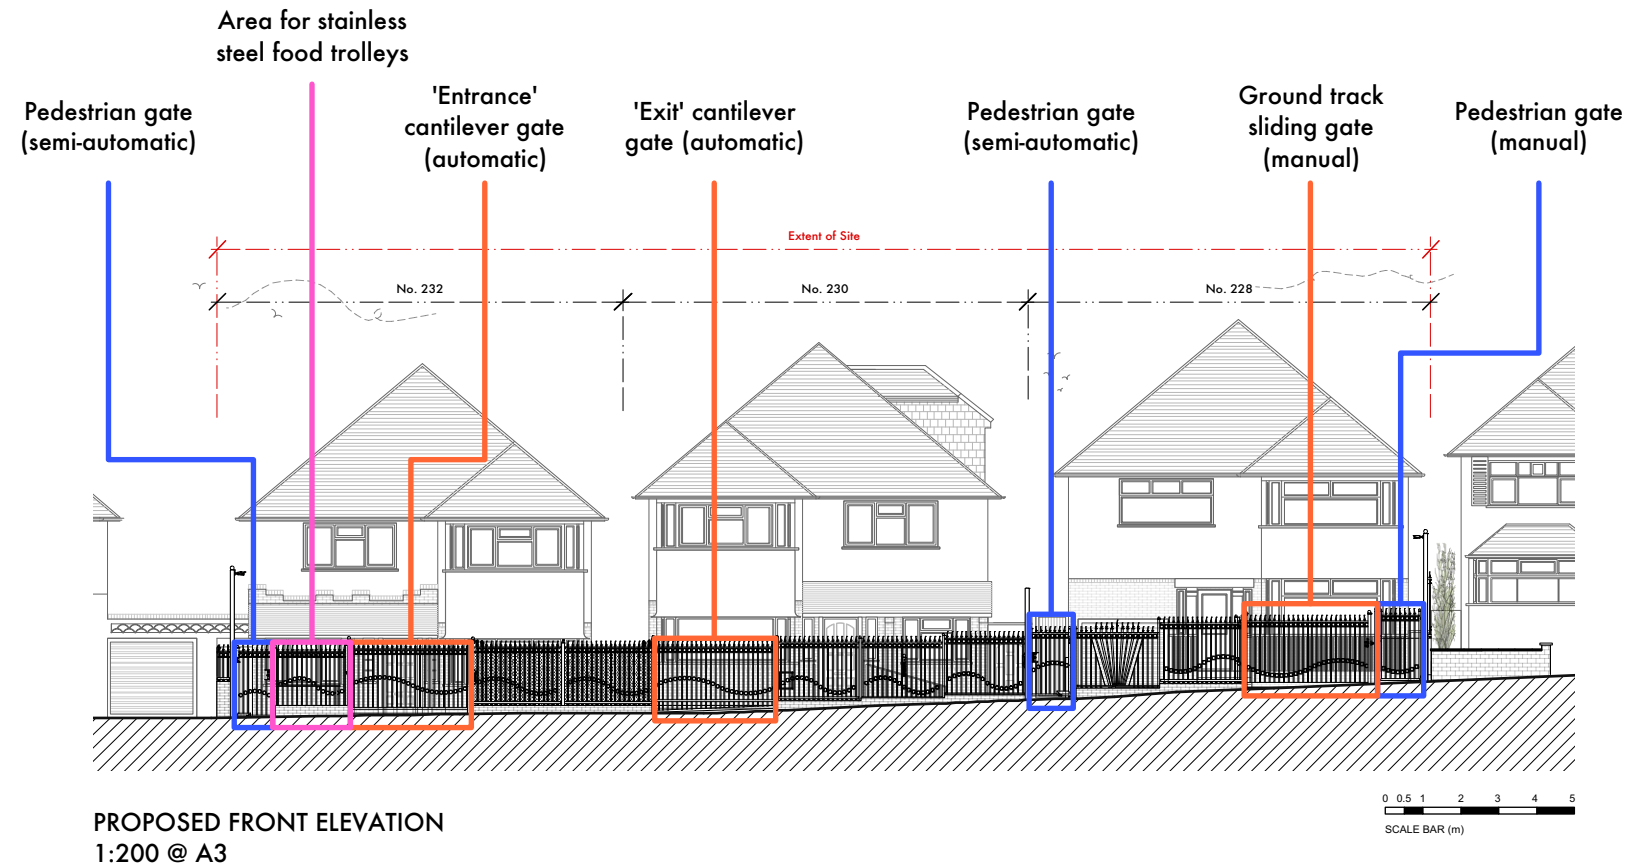 Area for stainless
steel food trolleys
Pedestrian gate
(semi-automatic)
'Entrance'
cantilever gate
(automatic)
'Exit' cantilever
gate (automatic)
Pedestrian gate
(semi-automatic)
Ground track
sliding gate
(manual)
Pedestrian gate
(manual)
Extent of Site
No. 232
No. 230
No. 228
0 0.5 1 2 3 4 5
SCALE BAR (m)
PROPOSED FRONT ELEVATION
1:200 @ A3